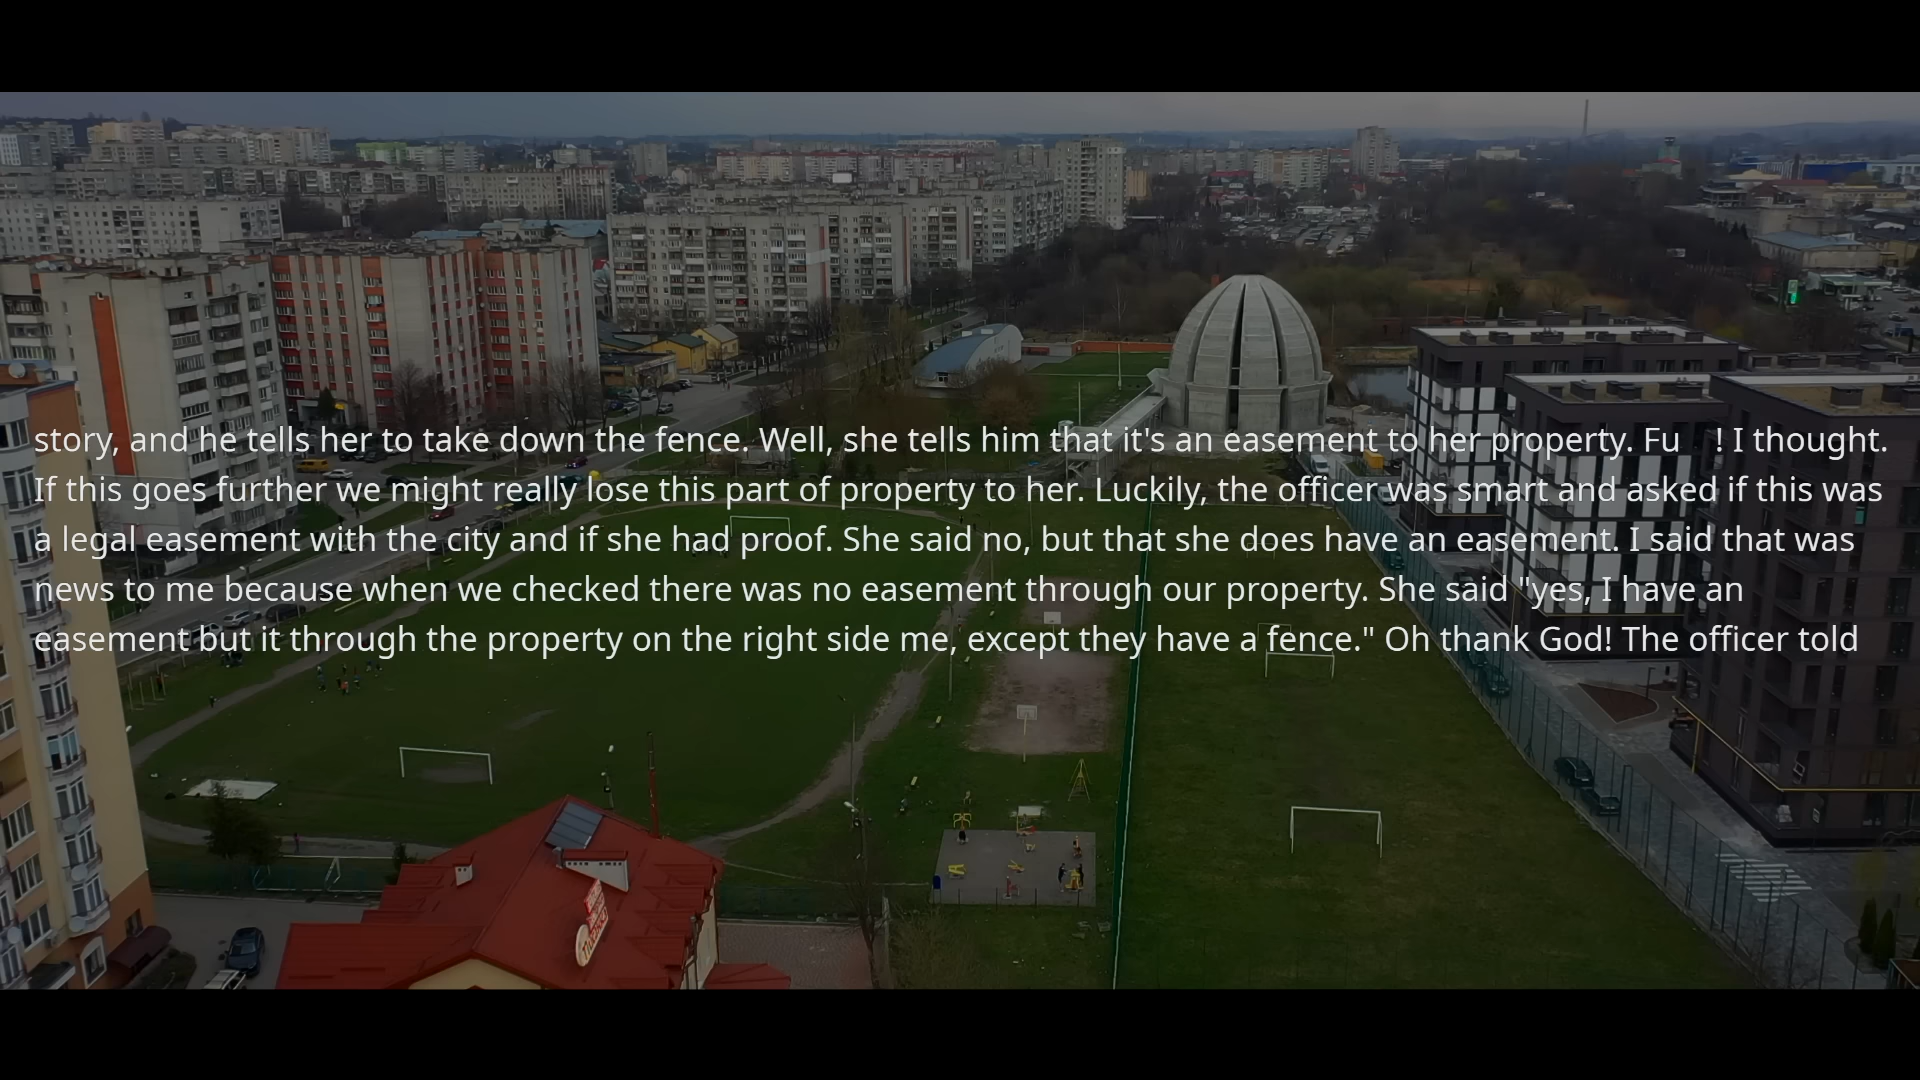 story, and he tells her to take down the fence. Well, she tells him that it's an easement to her property. Fu ! I thought.
If this goes further we might really lose this part of property to her. Luckily, the officer was smart and asked if this was
a legal easement with the city and if she had proof. She said no, but that she does have an easement. I said that was
news to me because when we checked there was no easement through our property. She said "yes, I have an
easement but it through the property on the right side me, except they have a fence." Oh thank God! The officer told